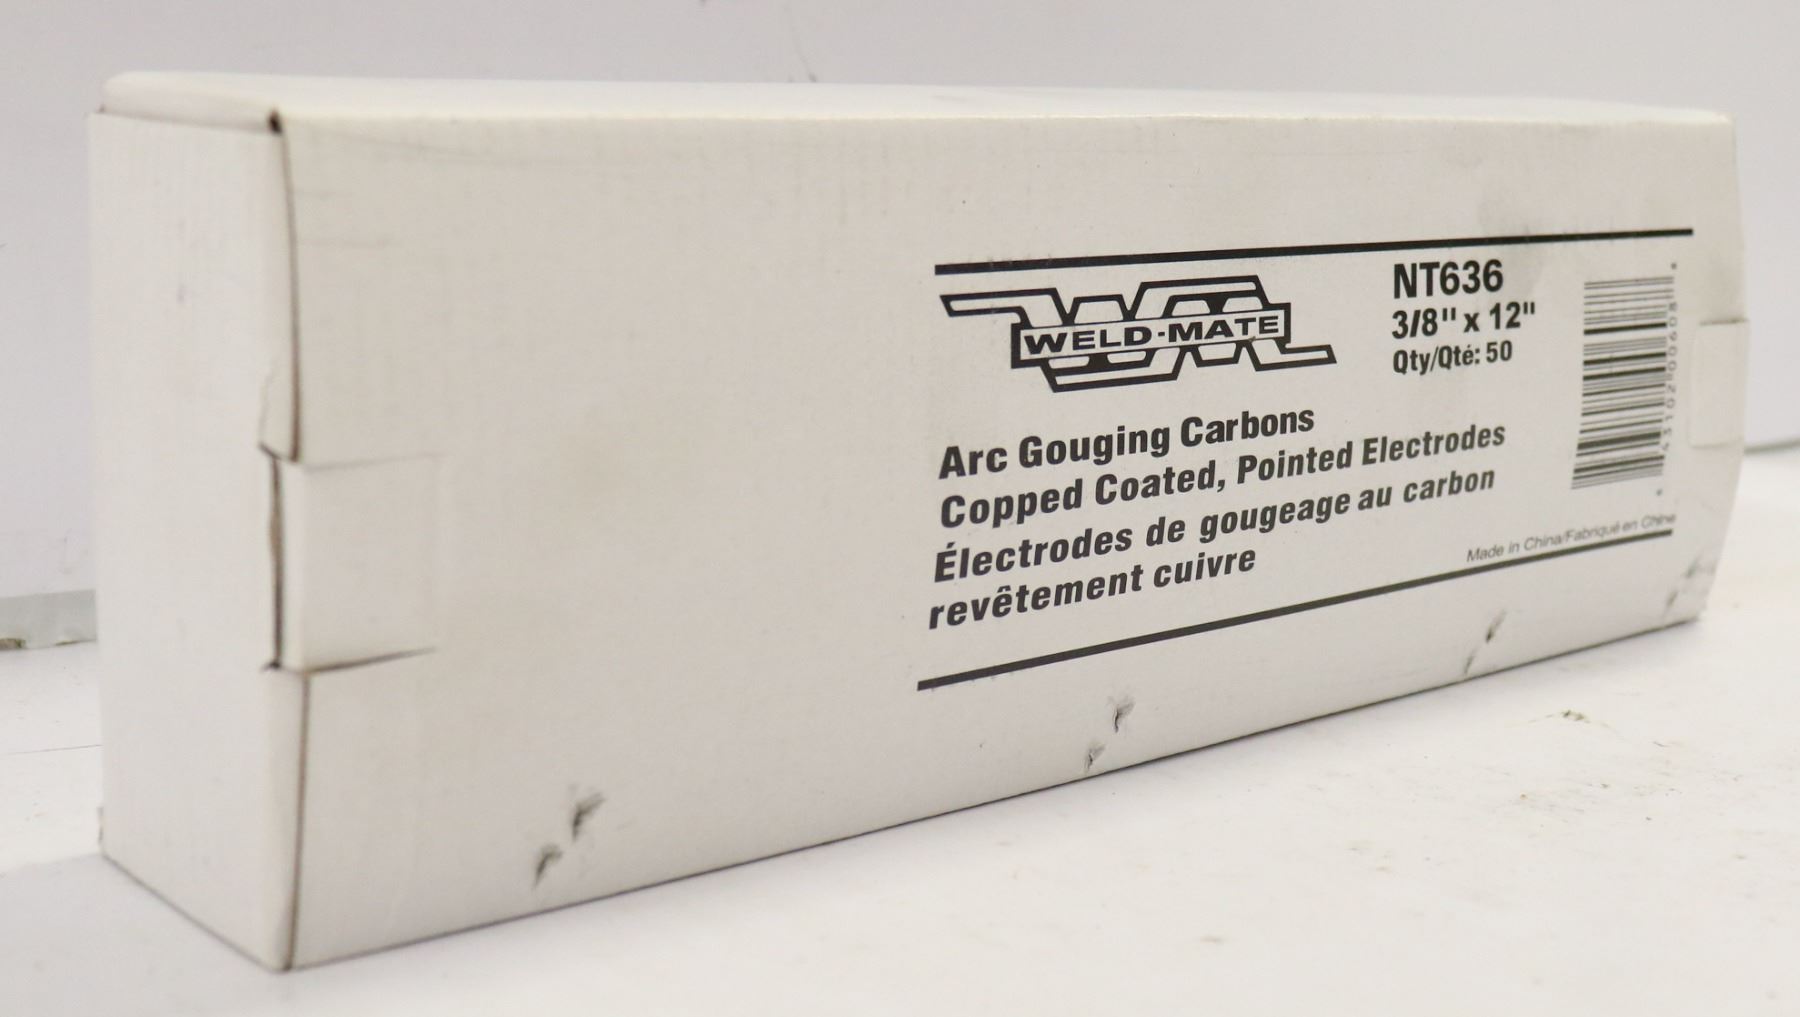 WELD-MATE
NT636
3/8" x 12"
Qty/Qté: 50
Arc Gouging Carbons
Copped Coated, Pointed Electrodes
Électrodes de gougeage au carbon
revêtement cuivre
Made in China/Fabriqué en Chine